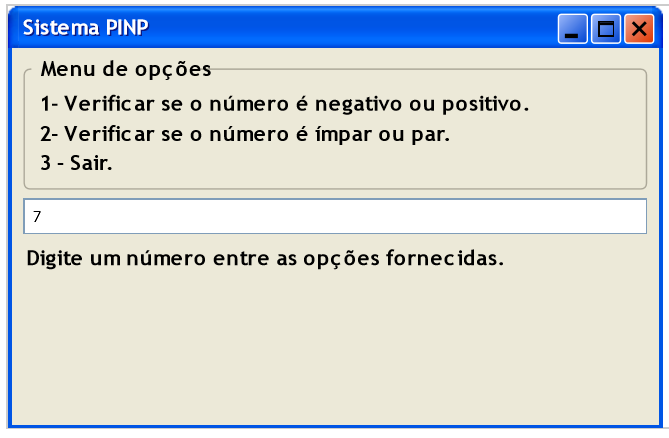 Sistema PINP
Menu de opções
1- Verificar se o número é negativo ou positivo.
2- Verificar se o número é ímpar ou par.
3 - Sair.
7
Digite um número entre as opções fornecidas.